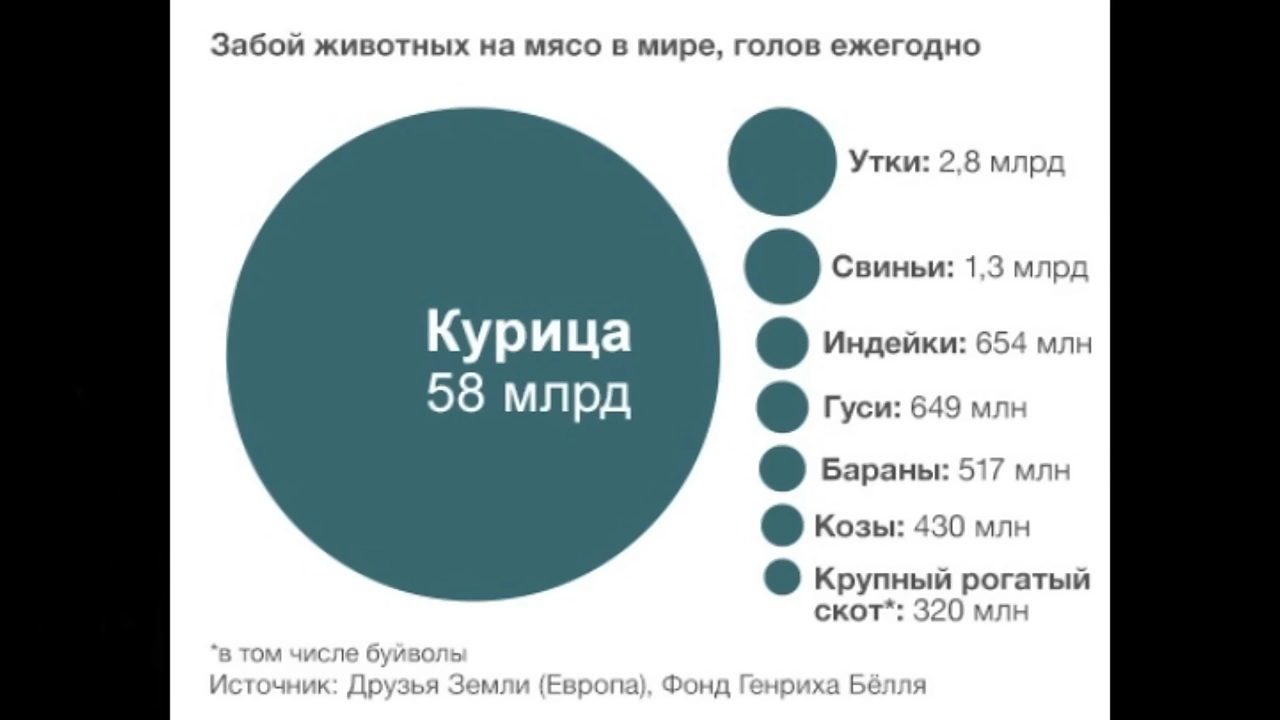 Забой животных на мясо в мире, голов ежегодно
Курица
58 млрд
Утки: 2,8 млрд
Свиньи: 1,3 млрд
Индейки: 654 млн
Гуси: 649 млн
Бараны: 517 млн
Козы: 430 млн
Крупный рогатый
скот*: 320 млн
*в том числе буйволы
Источник: Друзья Земли (Европа), Фонд Генриха Бёлля